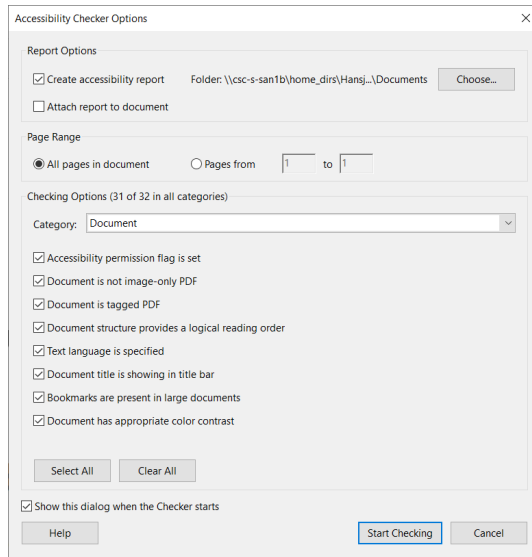 Accessibility Checker Options
Report Options
Create accessibility report Folder: \\csc-s-san1b\home_dirs\Hansj...\Documents Choose...
Attach report to document
Page Range
All pages in document Pages from 1 to 1
Checking Options (31 of 32 in all categories)
Category: Document
Accessibility permission flag is set
Document is not image-only PDF
Document is tagged PDF
Document structure provides a logical reading order
Text language is specified
Document title is showing in title bar
Bookmarks are present in large documents
Document has appropriate color contrast
Select All Clear All
Show this dialog when the Checker starts
Help Start Checking Cancel